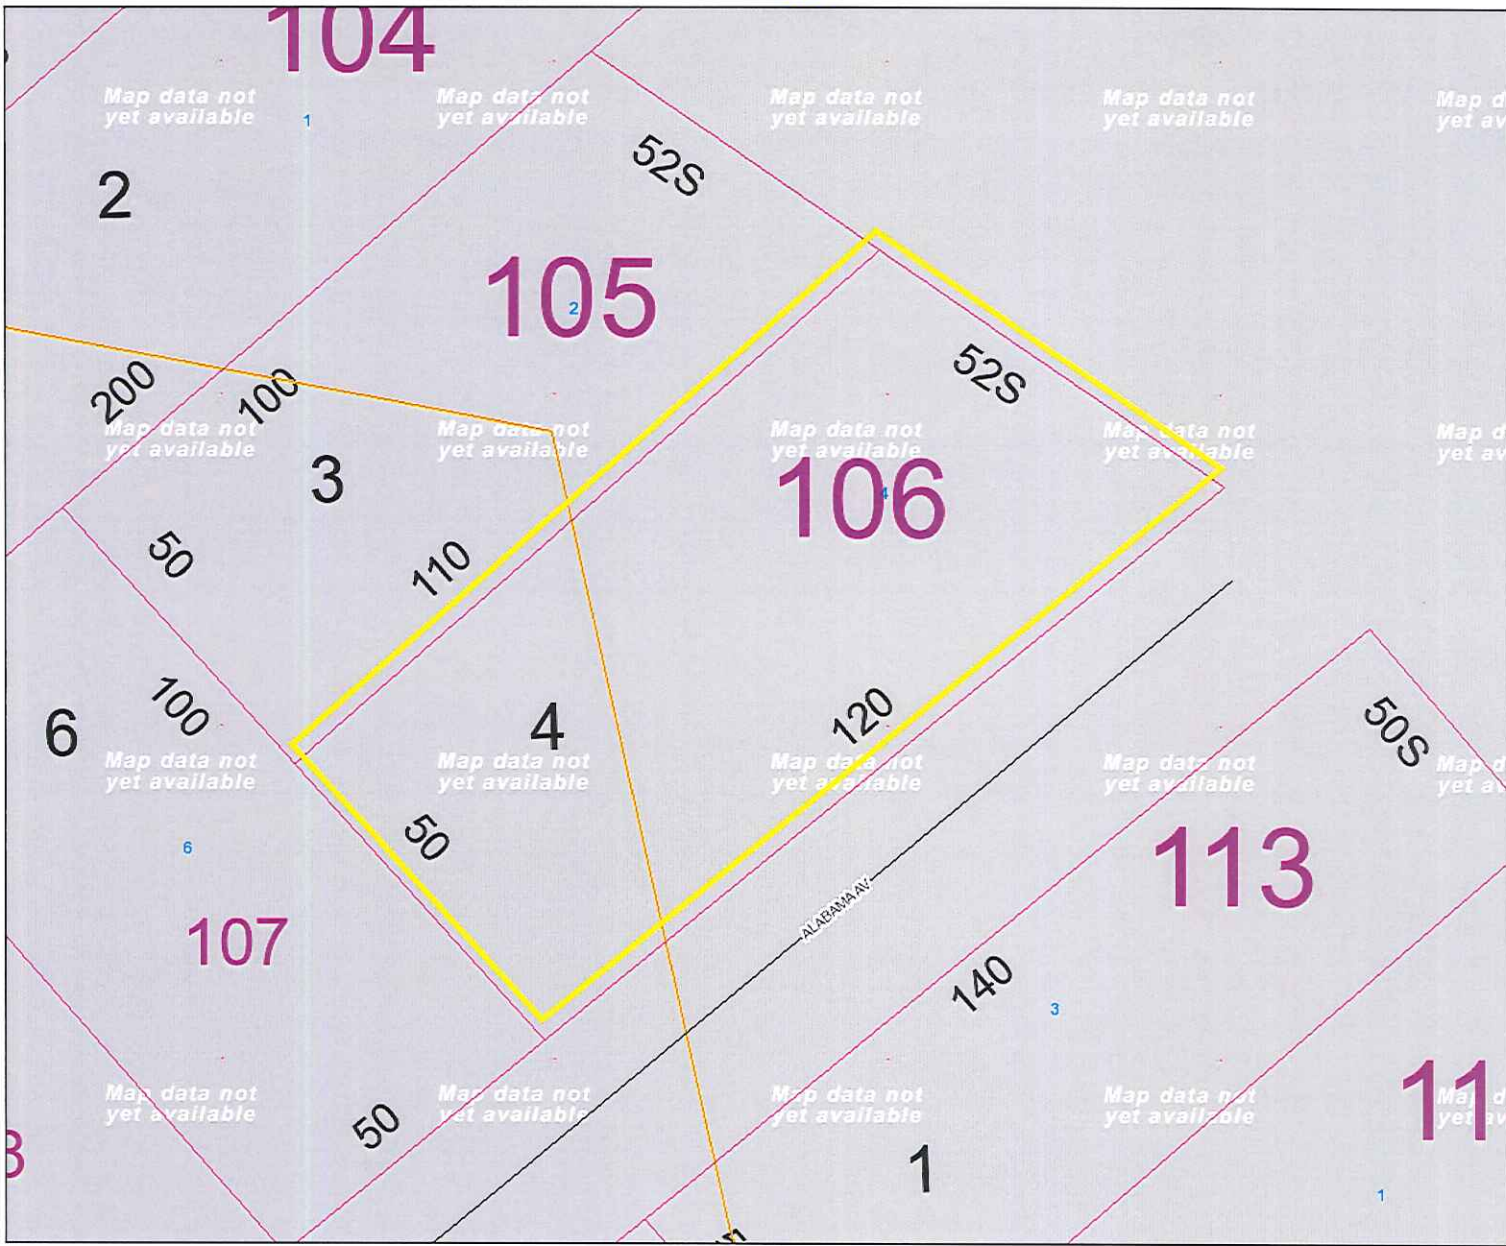 104
Map data not
yet available
Map data not
yet available
Map data not
yet available
Map data not
yet available
1
52S
2
105
2
200
100
52S
Map data not
yet available
Map data not
yet available
Map data not
yet available
Map data not
yet available
3
106
4
50
110
100
6
4
120
50S
Map data not
yet available
Map data not
yet available
Map data not
yet available
Map data not
yet available
50
6
113
ALABAMA AV
107
140
3
Map data not
yet available
Map data not
yet available
Map data not
yet available
Map data not
yet available
11
50
1
1